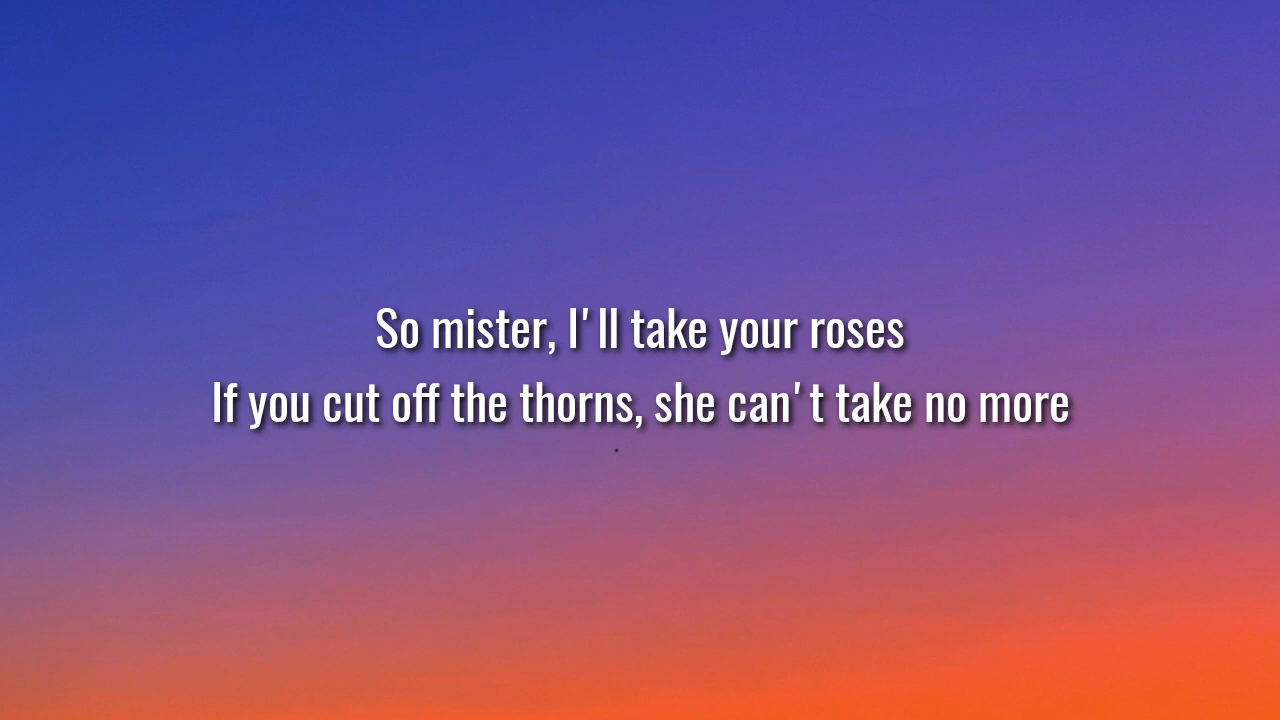 So mister, I'll take your roses
If you cut off the thorns, she can't take no more